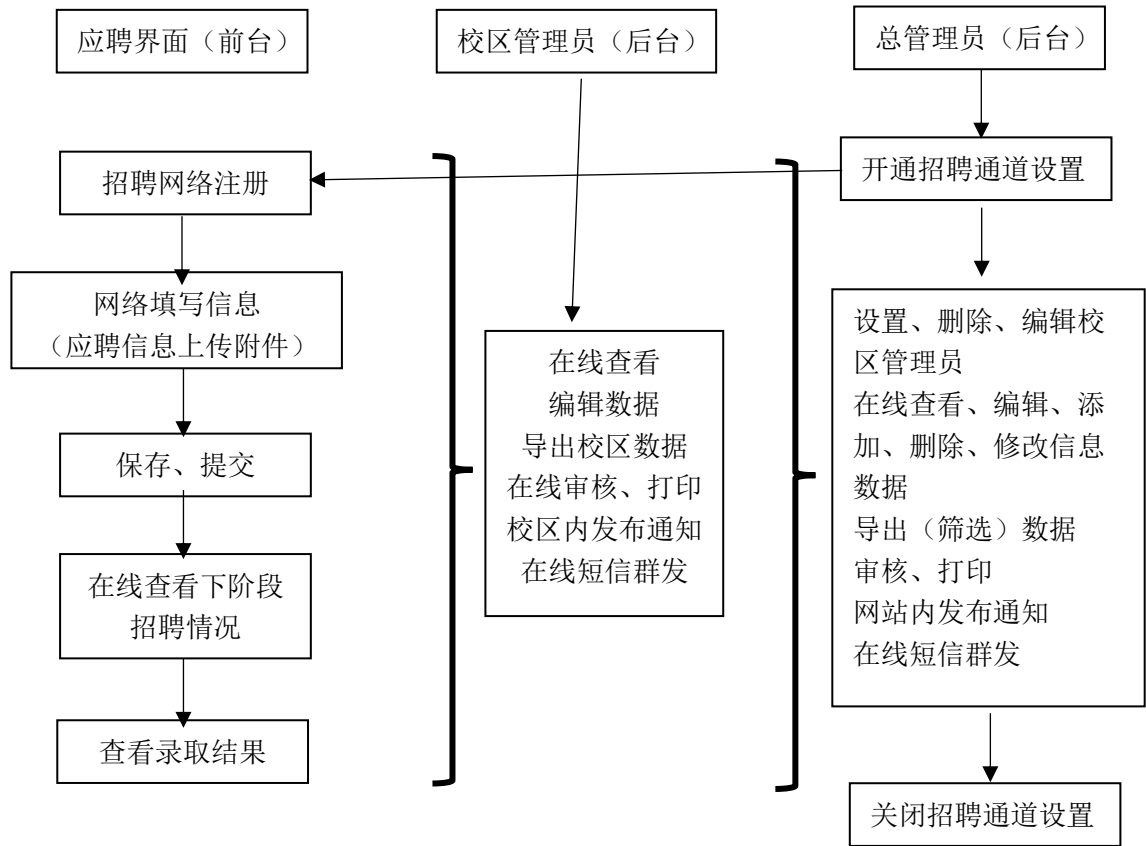 应聘界面（前台）
校区管理员（后台）
总管理员（后台）
招聘网络注册
开通招聘通道设置
网络填写信息
（应聘信息上传附件）
保存、提交
在线查看下阶段
招聘情况
查看录取结果
在线查看
编辑数据
导出校区数据
在线审核、打印
校区内发布通知
在线短信群发
设置、删除、编辑校
区管理员
在线查看、编辑、添
加、删除、修改信息
数据
导出（筛选）数据
审核、打印
网站内发布通知
在线短信群发
关闭招聘通道设置